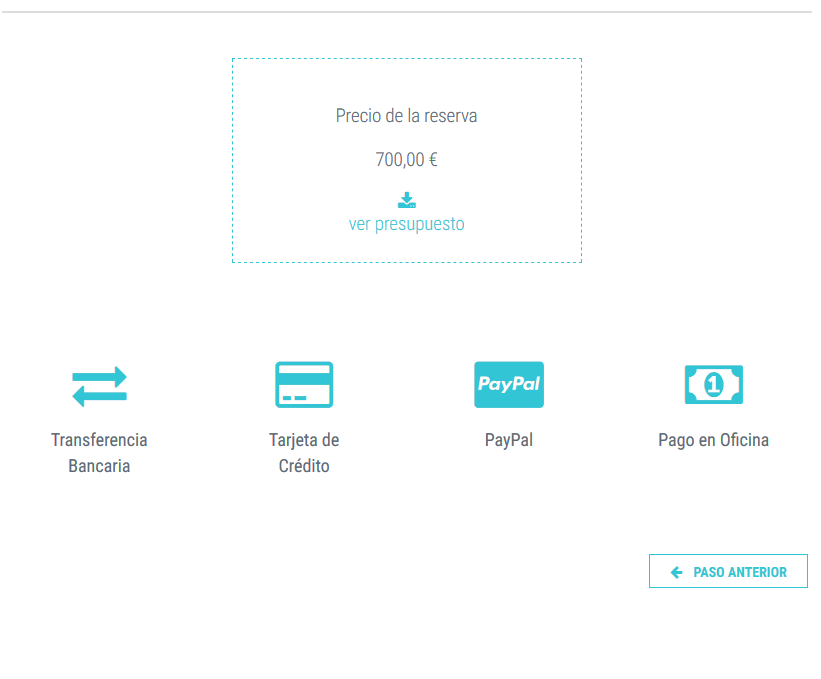 Precio de la reserva
700,00 €
ver presupuesto
PayPal
1
Transferencia
Bancaria
Tarjeta de
Crédito
PayPal
Pago en Oficina
PASO ANTERIOR